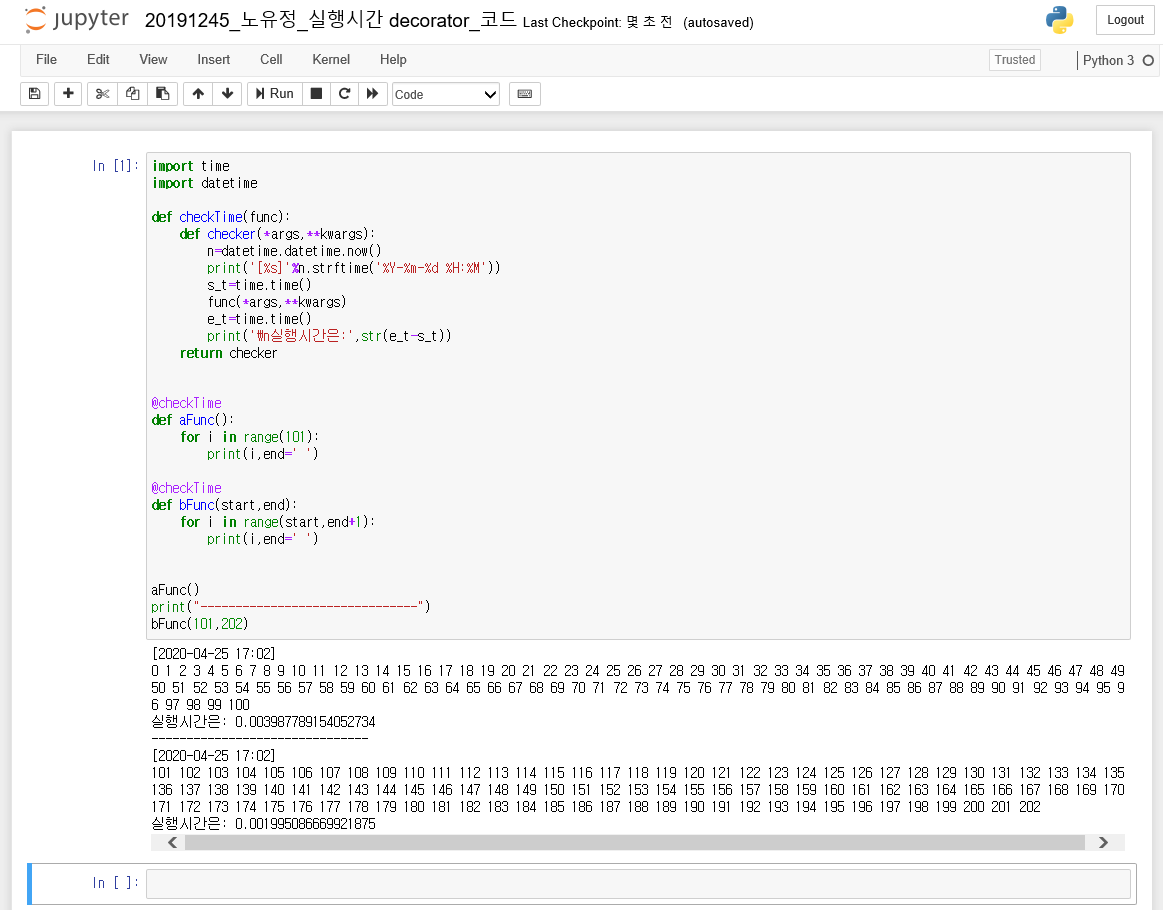 jupyter 20191245_노유정_실행시간 decorator_코드 Last Checkpoint: 몇 초 전 (autosaved)
Logout
File Edit View Insert Cell Kernel Help
Trusted
Python 3
Run
Code
In [1]:
import time
import datetime
def checkTime(func):
    def checker(*args,**kwargs):
        n=datetime.datetime.now()
        print('[%s]'%n.strftime('%Y-%m-%d %H:%M'))
        s_t=time.time()
        func(*args,**kwargs)
        e_t=time.time()
        print('₩n실행시간은:',str(e_t-s_t))
    return checker
@checkTime
def aFunc():
    for i in range(101):
        print(i,end=' ')
@checkTime
def bFunc(start,end):
    for i in range(start,end+1):
        print(i,end=' ')
aFunc()
print("-------------------------------")
bFunc(101,202)
[2020-04-25 17:02]
0 1 2 3 4 5 6 7 8 9 10 11 12 13 14 15 16 17 18 19 20 21 22 23 24 25 26 27 28 29 30 31 32 33 34 35 36 37 38 39 40 41 42 43 44 45 46 47 48 49
50 51 52 53 54 55 56 57 58 59 60 61 62 63 64 65 66 67 68 69 70 71 72 73 74 75 76 77 78 79 80 81 82 83 84 85 86 87 88 89 90 91 92 93 94 95 9
6 97 98 99 100
실행시간은: 0.003987789154052734
-------------------------------
[2020-04-25 17:02]
101 102 103 104 105 106 107 108 109 110 111 112 113 114 115 116 117 118 119 120 121 122 123 124 125 126 127 128 129 130 131 132 133 134 135
136 137 138 139 140 141 142 143 144 145 146 147 148 149 150 151 152 153 154 155 156 157 158 159 160 161 162 163 164 165 166 167 168 169 170
171 172 173 174 175 176 177 178 179 180 181 182 183 184 185 186 187 188 189 190 191 192 193 194 195 196 197 198 199 200 201 202
실행시간은: 0.001995086669921875
In [ ]: